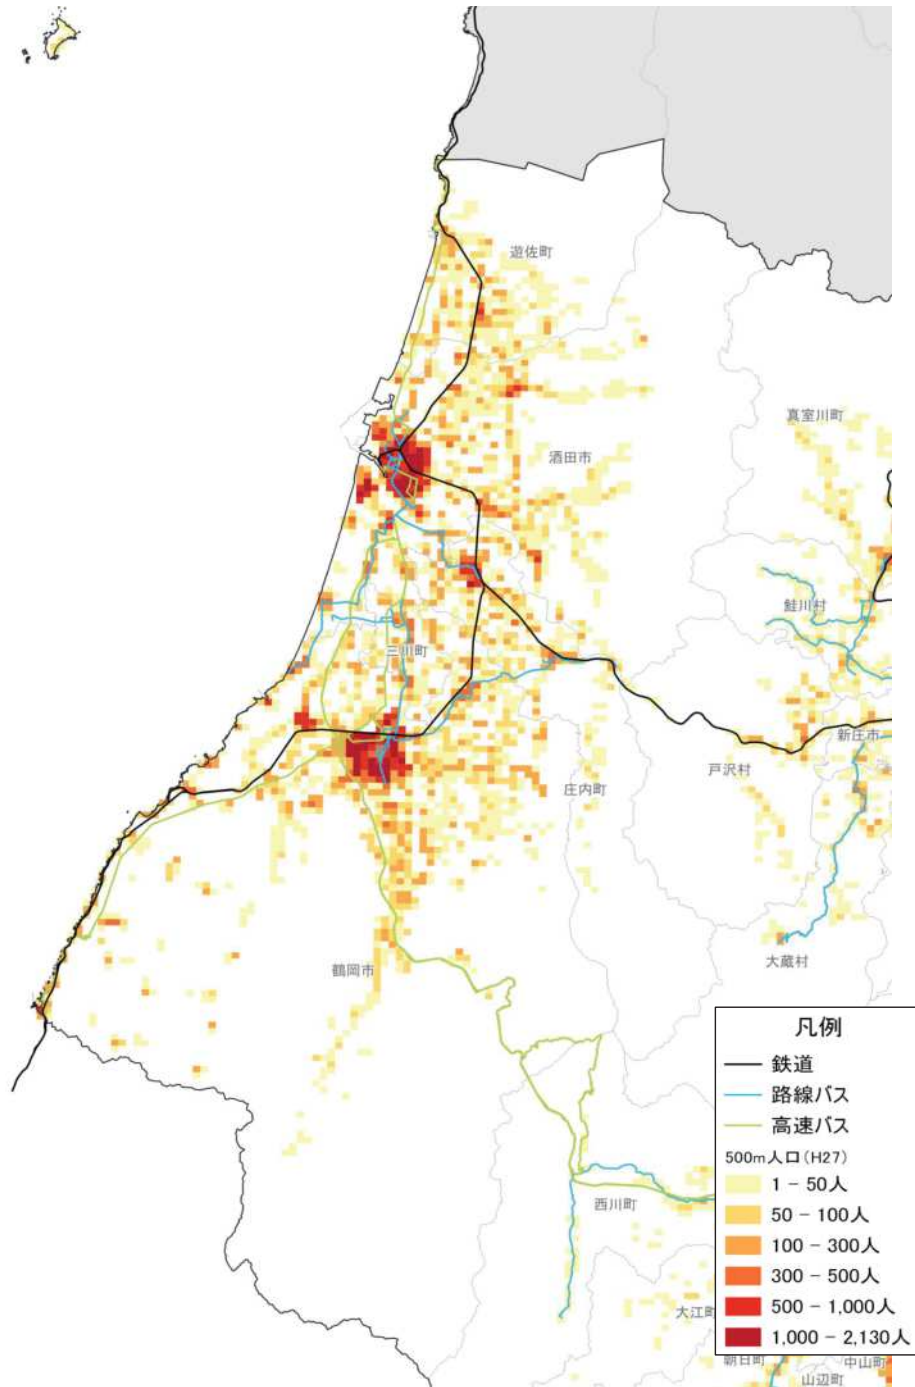 遊佐町
真室川町
酒田市
鮭川村
三川町
新庄市
戸沢村
庄内町
大蔵村
鶴岡市
西川町
大江町
朝日町
中山町
山辺町
凡例
鉄道
路線バス
高速バス
500m人口(H27)
1 - 50人
50 - 100人
100 - 300人
300 - 500人
500 - 1,000人
1,000 - 2,130人